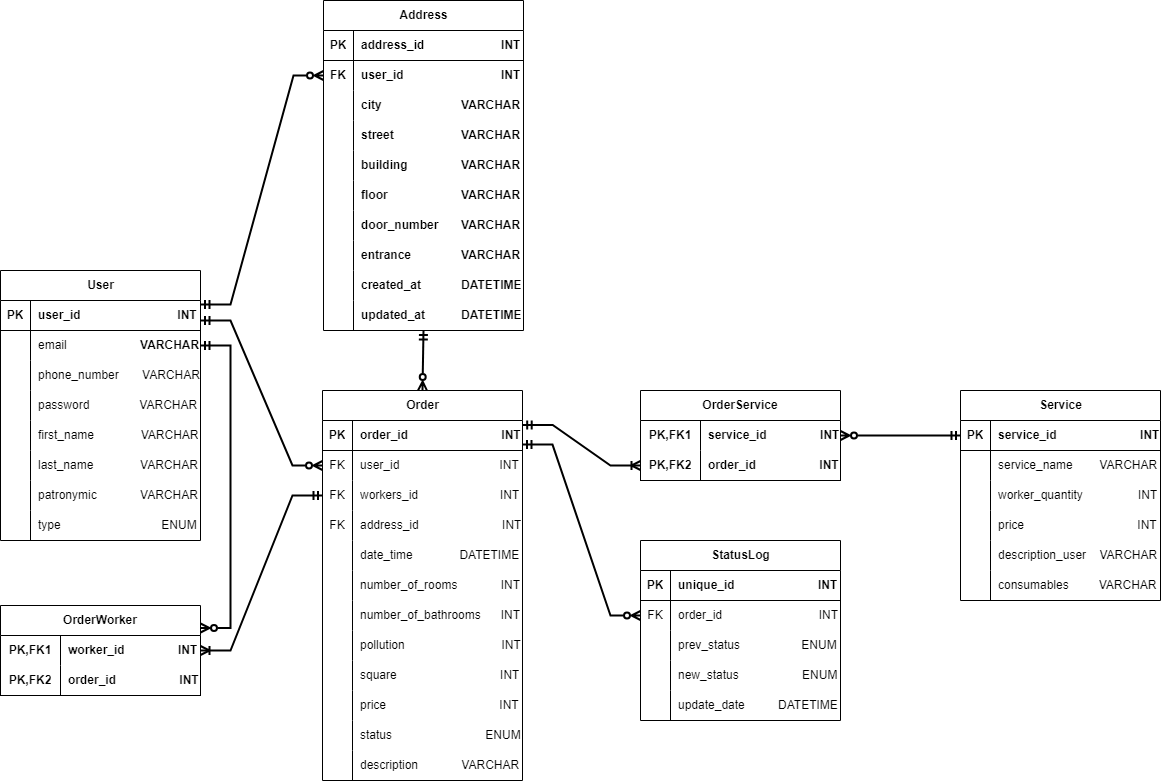 Address
PK address_id INT
FK user_id INT
city VARCHAR
street VARCHAR
building VARCHAR
floor VARCHAR
door_number VARCHAR
entrance VARCHAR
created_at DATETIME
updated_at DATETIME
User
PK user_id INT
email VARCHAR
phone_number VARCHAR
password VARCHAR
first_name VARCHAR
last_name VARCHAR
patronymic VARCHAR
type ENUM
OrderWorker
PK,FK1 worker_id INT
PK,FK2 order_id INT
Order
PK order_id INT
FK user_id INT
FK workers_id INT
FK address_id INT
date_time DATETIME
number_of_rooms INT
number_of_bathrooms INT
pollution INT
square INT
price INT
status ENUM
description VARCHAR
OrderService
PK,FK1 service_id INT
PK,FK2 order_id INT
StatusLog
PK unique_id INT
FK order_id INT
prev_status ENUM
new_status ENUM
update_date DATETIME
Service
PK service_id INT
service_name VARCHAR
worker_quantity INT
price INT
description_user VARCHAR
consumables VARCHAR